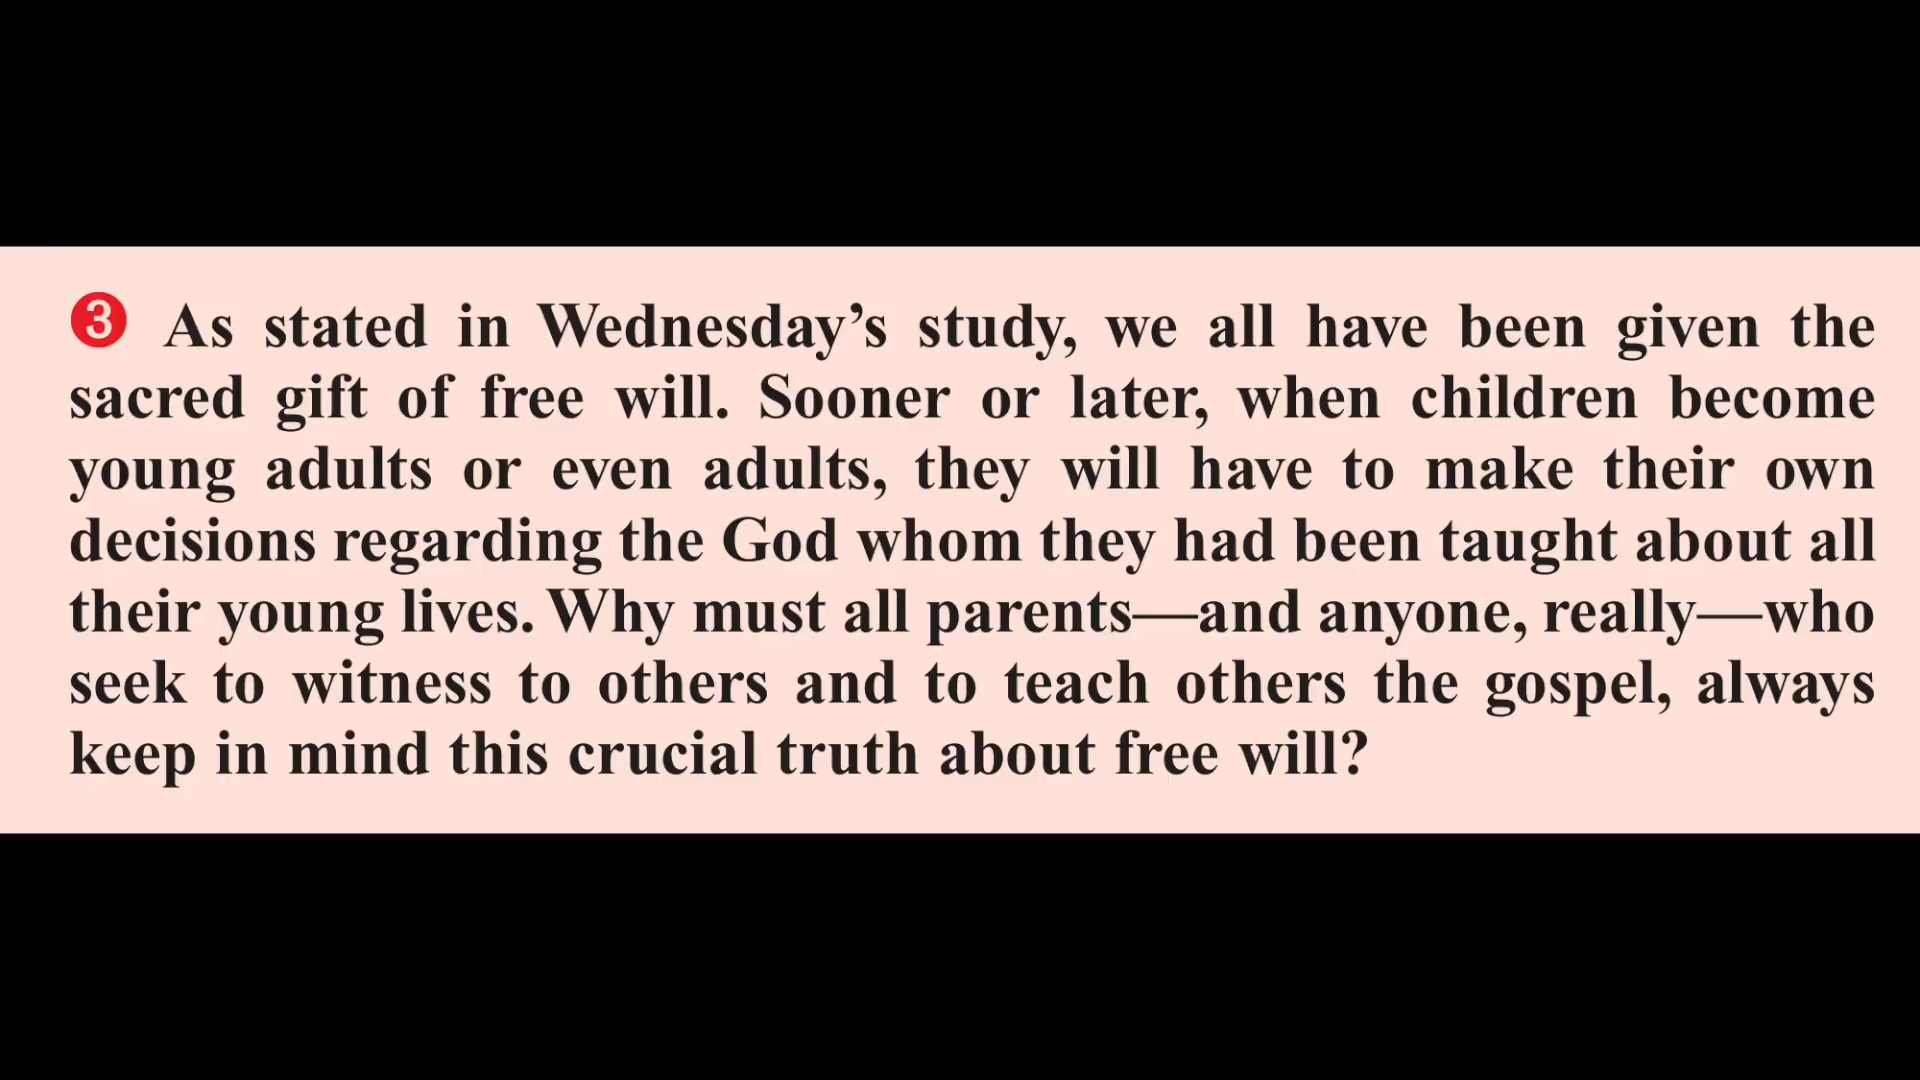 3 As stated in Wednesday’s study, we all have been given the
sacred gift of free will. Sooner or later, when children become
young adults or even adults, they will have to make their own
decisions regarding the God whom they had been taught about all
their young lives. Why must all parents—and anyone, really—who
seek to witness to others and to teach others the gospel, always
keep in mind this crucial truth about free will?